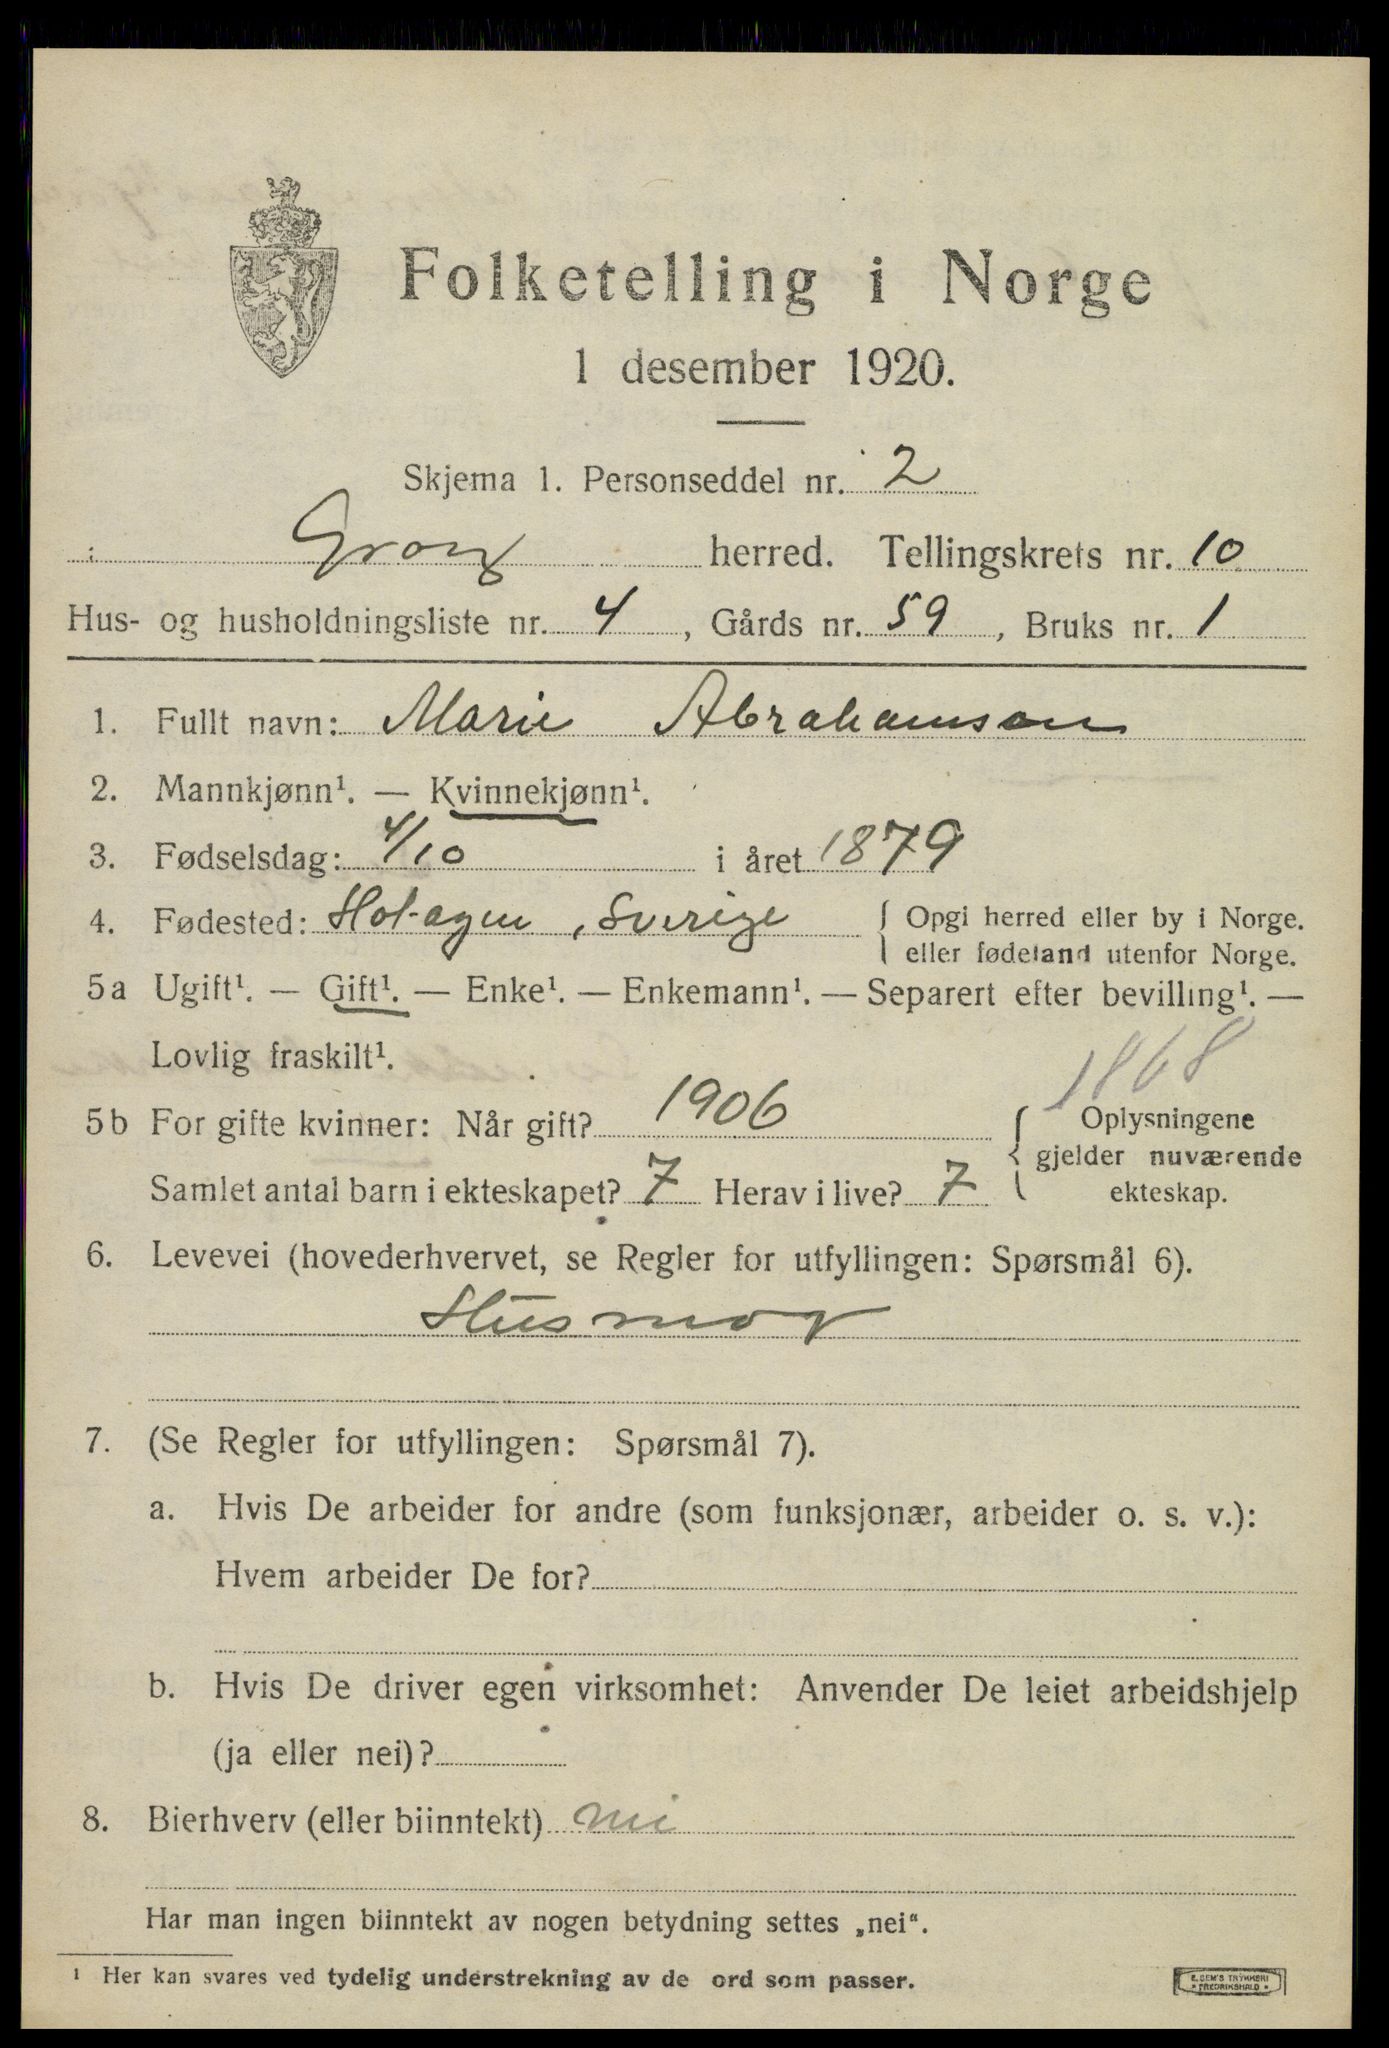 Folketelling i Norge
1 desember 1920.
Skjema 1. Personseddel nr. 2
i Grong herred. Tellingskrets nr. 10
Hus- og husholdningsliste nr. 4, Gårds nr. 59, Bruks nr. 1
1. Fullt navn: Marie Abrahamson
2. Mannkjønn¹. — Kvinnekjønn¹.
3. Fødselsdag: 4/10 i året 1879
4. Fødested: Hotagen, Sverige { Opgi herred eller by i Norge.
eller fødeland utenfor Norge.
5a Ugift¹. — Gift¹. — Enke¹. — Enkemann¹. — Separert efter bevilling¹. —
Lovlig fraskilt¹.
1868
5b For gifte kvinner: Når gift? 1906 { Oplysningene
gjelder nuværende
Samlet antal barn i ekteskapet? 7 Herav i live? 7 ekteskap.
6. Levevei (hovederhvervet, se Regler for utfyllingen: Spørsmål 6).
Husmor
7. (Se Regler for utfyllingen: Spørsmål 7).
a. Hvis De arbeider for andre (som funksjonær, arbeider o. s. v.):
Hvem arbeider De for?
b. Hvis De driver egen virksomhet: Anvender De leiet arbeidshjelp
(ja eller nei)?
8. Bierhverv (eller biinntekt) nei
Har man ingen biinntekt av nogen betydning settes „nei“.
¹ Her kan svares ved tydelig understrekning av de ord som passer.
E. SEM'S TRYKKERI
• FREDRIKSHALD •